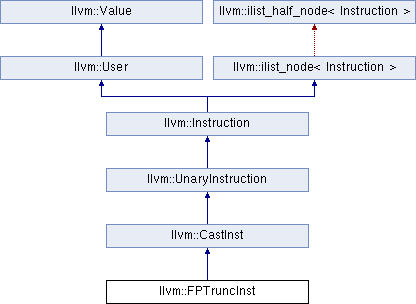 llvm::Value
llvm::ilist_half_node< Instruction >
llvm::User
llvm::ilist_node< Instruction >
llvm::Instruction
llvm::UnaryInstruction
llvm::CastInst
llvm::FPTruncInst